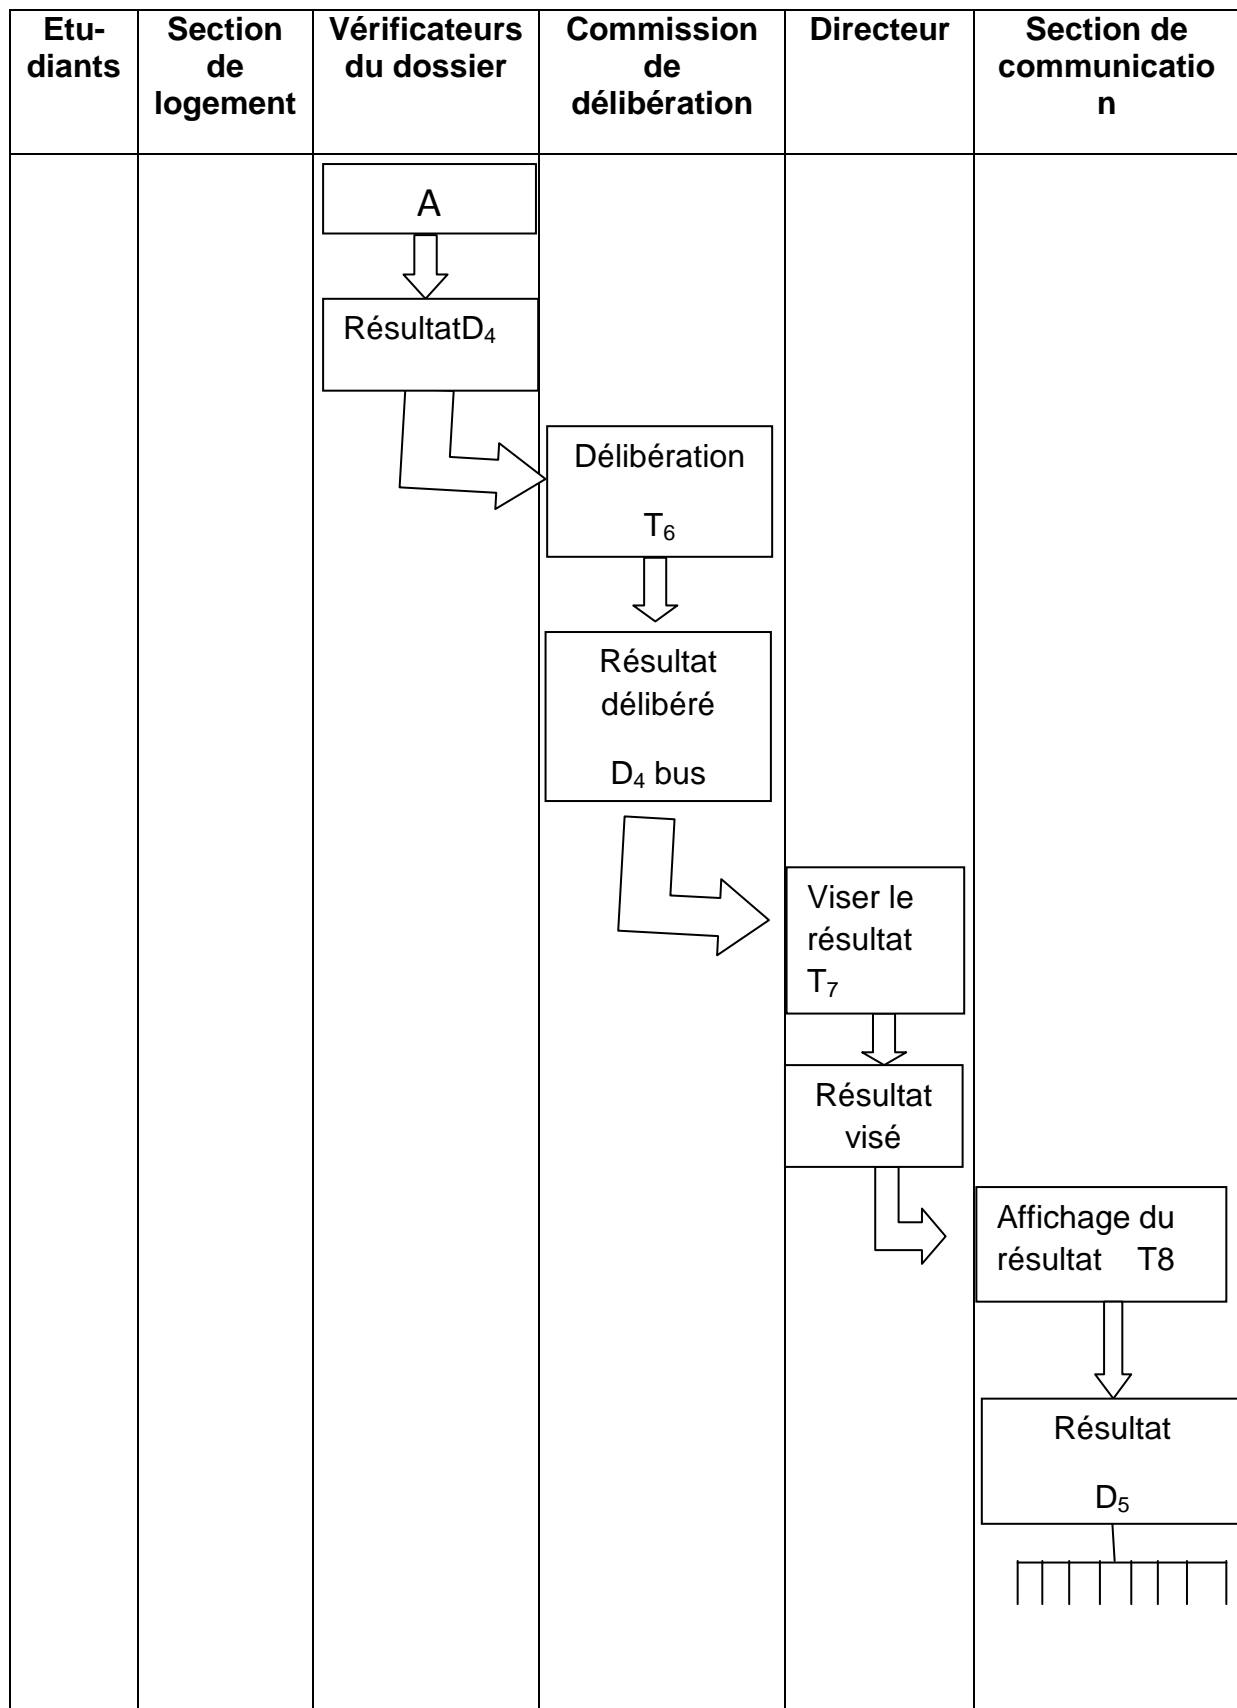 Etu-
diants
Section
de
logement
Vérificateurs
du dossier
Commission
de
délibération
Directeur
Section de
communicatio
n
A
RésultatD₄
Délibération
T₆
Résultat
délibéré
D₄ bus
Viser le
résultat
T₇
Résultat
visé
Affichage du
résultat T8
Résultat
D₅